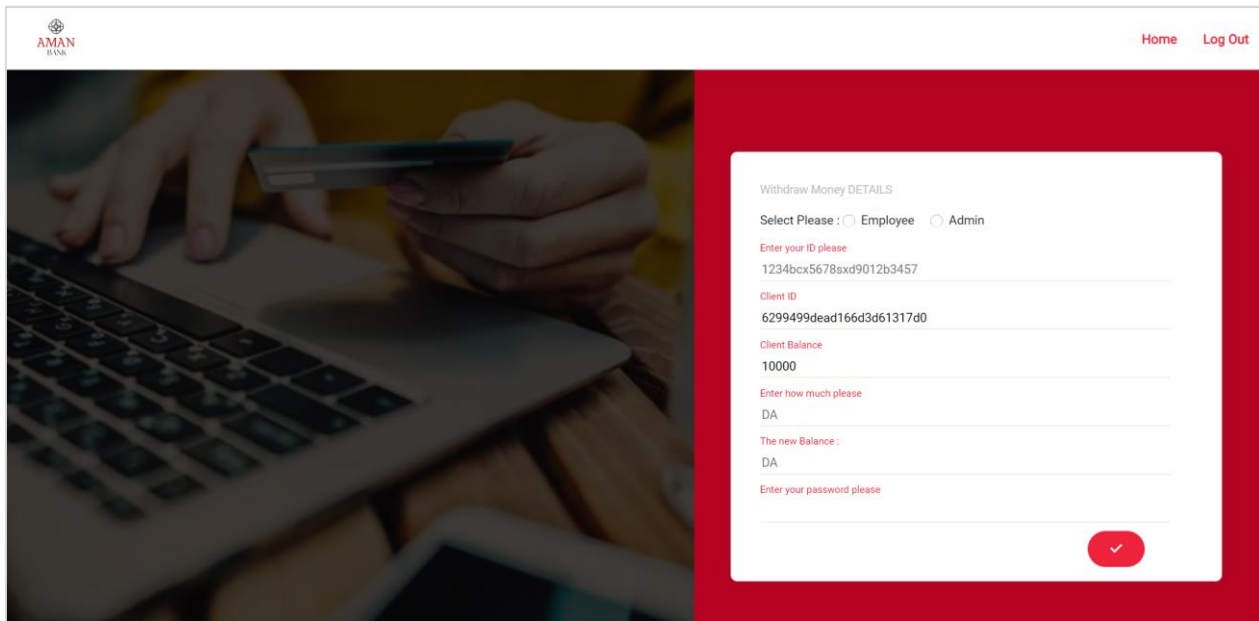 AMAN
BANK
Home Log Out
Withdraw Money DETAILS
Select Please : Employee Admin
Enter your ID please
1234bcx5678sxd9012b3457
Client ID
6299499dead166d3d61317d0
Client Balance
10000
Enter how much please
DA
The new Balance :
DA
Enter your password please